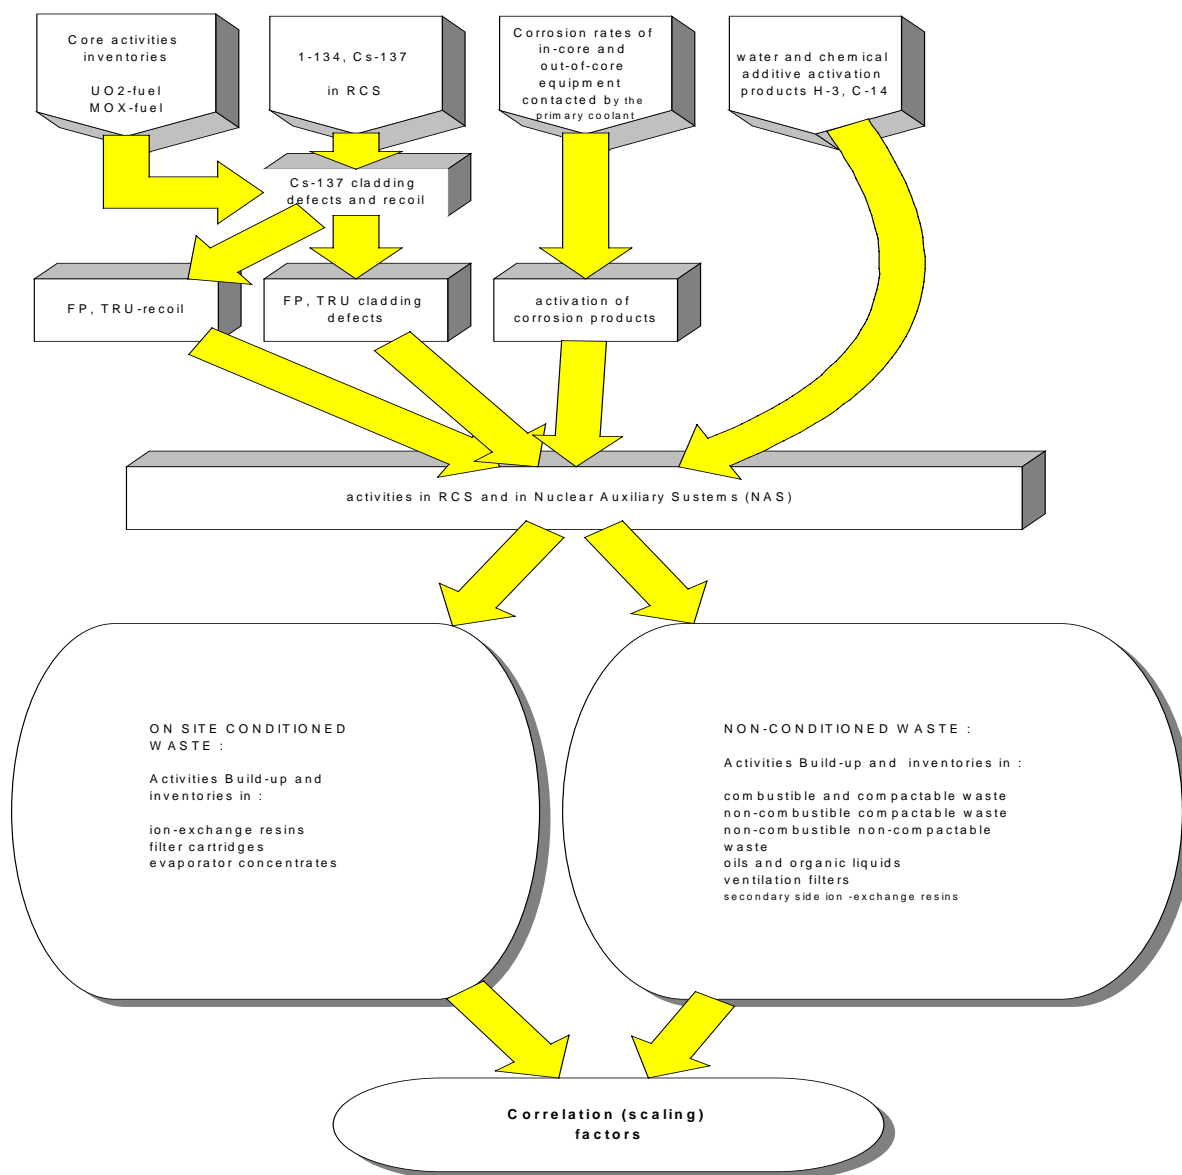 Core activities
inventories
UO2-fuel
MOX-fuel
1-134, Cs-137
in RCS
Corrosion rates of
in-core and
out-of-core
equipment
contacted by the
primary coolant
water and chemical
additive activation
products H-3, C-14
Cs-137 cladding
defects and recoil
FP, TRU-recoil
FP, TRU cladding
defects
activation of
corrosion products
activities in RCS and in Nuclear Auxiliary Sustems (NAS)
ON SITE CONDITIONED
WASTE :
Activities Build-up and
inventories in :
ion-exchange resins
filter cartridges
evaporator concentrates
NON-CONDITIONED WASTE :
Activities Build-up and inventories in :
combustible and compactable waste
non-combustible compactable waste
non-combustible non-compactable
waste
oils and organic liquids
ventilation filters
secondary side ion -exchange resins
Correlation (scaling)
factors